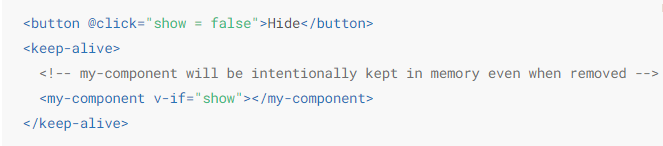 <button @click="show = false">Hide</button>
<keep-alive>
<!-- my-component will be intentionally kept in memory even when removed -->
<my-component v-if="show"></my-component>
</keep-alive>